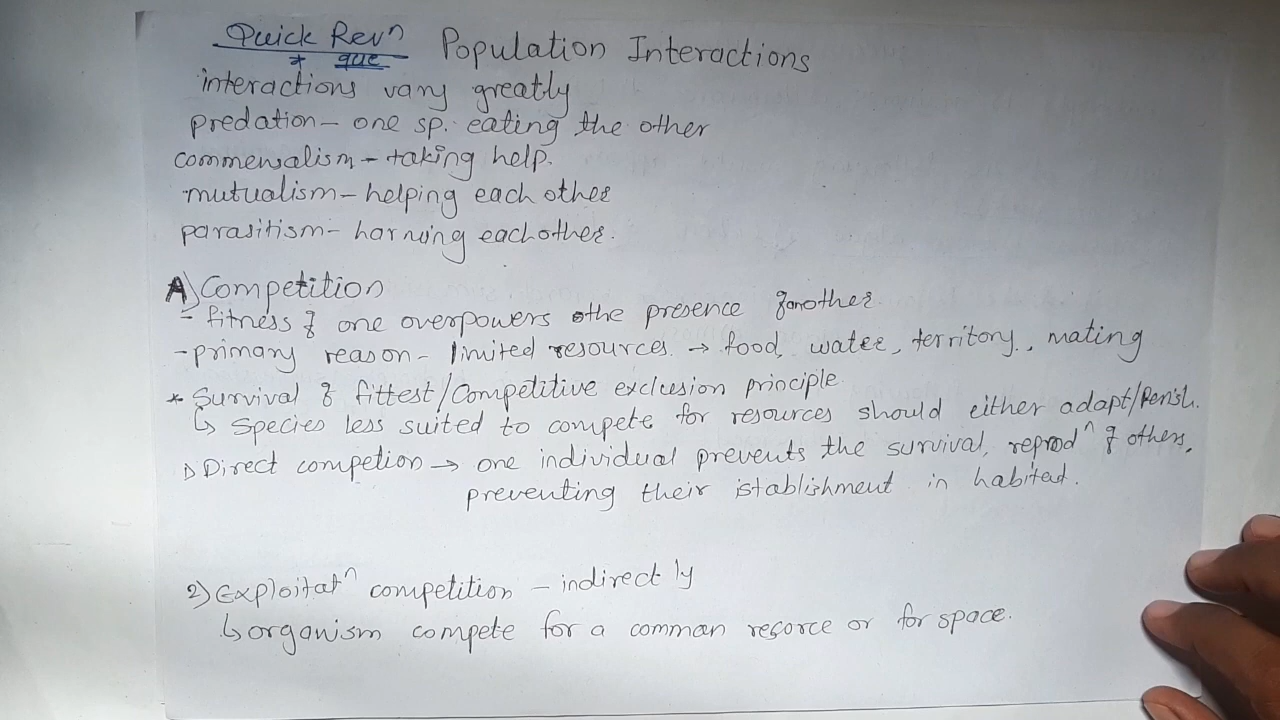 Quick Revⁿ Population Interactions
* que
interactions vary greatly
predation – one sp. eating the other
commensalism – taking help.
mutualism – helping each other
parasitism – harming eachother.
A) Competition
- fitness of one overpowers the presence of another.
- primary reason – limited resources → food, water, territory, mating
* Survival of fittest/Competitive exclusion principle
↳ Species less suited to compete for resources should either adapt/Perish.
1) Direct competion → one individual prevents the survival, reprodⁿ of others,
preventing their istablishment in habitat.
2) Exploitatⁿ competition – indirectly
↳ organism compete for a comman resorce or for space.